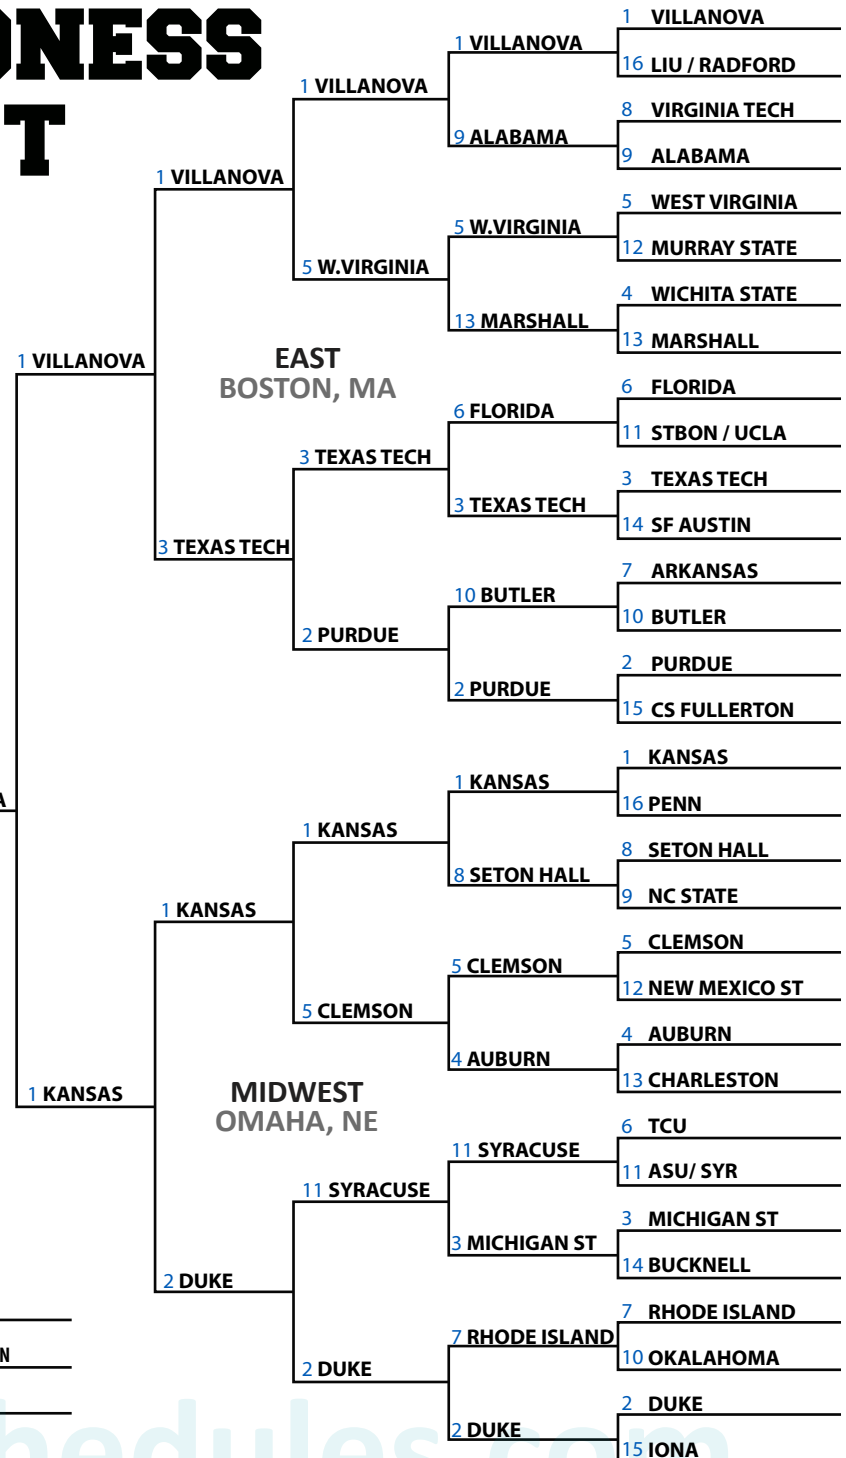 DNESS
T
1 VILLANOVA
16 LIU / RADFORD
8 VIRGINIA TECH
9 ALABAMA
5 WEST VIRGINIA
12 MURRAY STATE
4 WICHITA STATE
13 MARSHALL
6 FLORIDA
11 STBON / UCLA
3 TEXAS TECH
14 SF AUSTIN
7 ARKANSAS
10 BUTLER
2 PURDUE
15 CS FULLERTON
1 VILLANOVA
9 ALABAMA
5 W.VIRGINIA
13 MARSHALL
6 FLORIDA
3 TEXAS TECH
10 BUTLER
2 PURDUE
1 VILLANOVA
5 W.VIRGINIA
3 TEXAS TECH
2 PURDUE
1 VILLANOVA
3 TEXAS TECH
1 VILLANOVA
EAST
BOSTON, MA
1 KANSAS
16 PENN
8 SETON HALL
9 NC STATE
5 CLEMSON
12 NEW MEXICO ST
4 AUBURN
13 CHARLESTON
6 TCU
11 ASU/ SYR
3 MICHIGAN ST
14 BUCKNELL
7 RHODE ISLAND
10 OKALAHOMA
2 DUKE
15 IONA
1 KANSAS
8 SETON HALL
5 CLEMSON
4 AUBURN
11 SYRACUSE
3 MICHIGAN ST
7 RHODE ISLAND
2 DUKE
1 KANSAS
5 CLEMSON
11 SYRACUSE
2 DUKE
1 KANSAS
2 DUKE
1 KANSAS
MIDWEST
OMAHA, NE
A
N
hedules.com